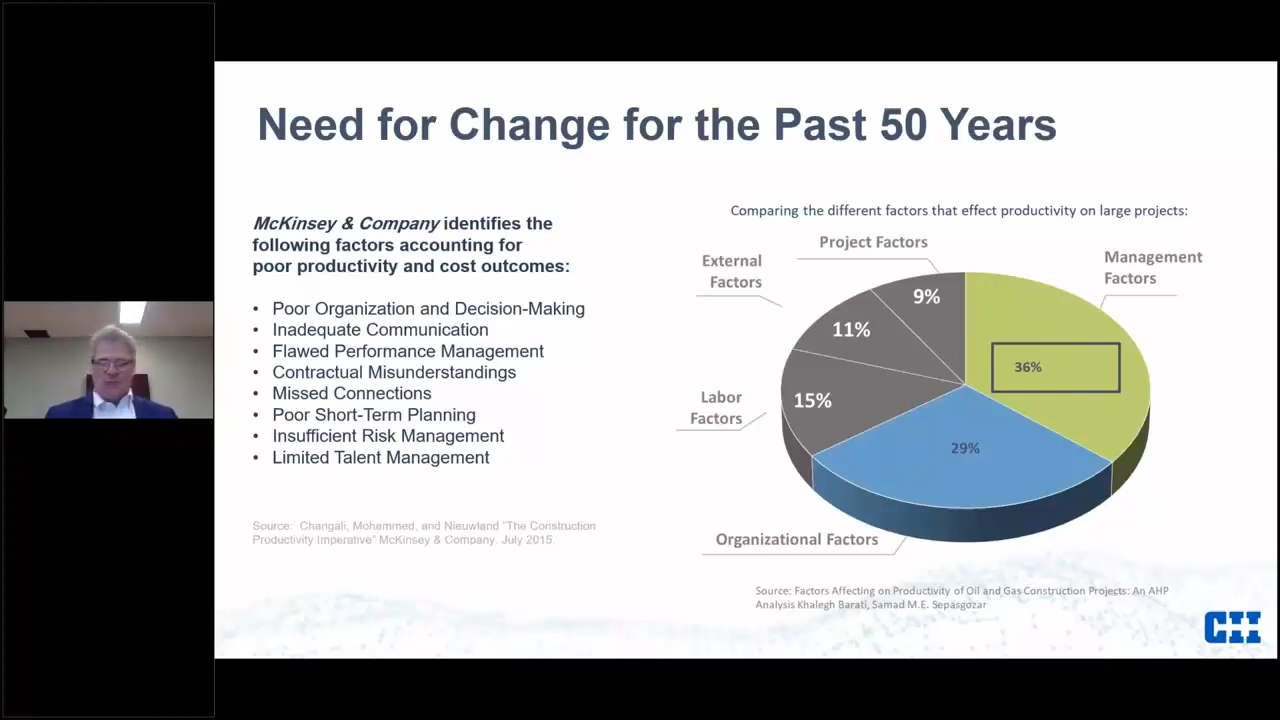 Need for Change for the Past 50 Years
McKinsey & Company identifies the
following factors accounting for
poor productivity and cost outcomes:
• Poor Organization and Decision-Making
• Inadequate Communication
• Flawed Performance Management
• Contractual Misunderstandings
• Missed Connections
• Poor Short-Term Planning
• Insufficient Risk Management
• Limited Talent Management
Source: Changali, Mohammed, and Nieuwland "The Construction
Productivity Imperative" McKinsey & Company. July 2015.
Comparing the different factors that effect productivity on large projects:
Project Factors
External
Factors
Management
Factors
9%
11%
36%
Labor
Factors
15%
29%
Organizational Factors
Source: Factors Affecting on Productivity of Oil and Gas Construction Projects: An AHP
Analysis Khalegh Barati, Samad M.E. Sepasgozar
CII